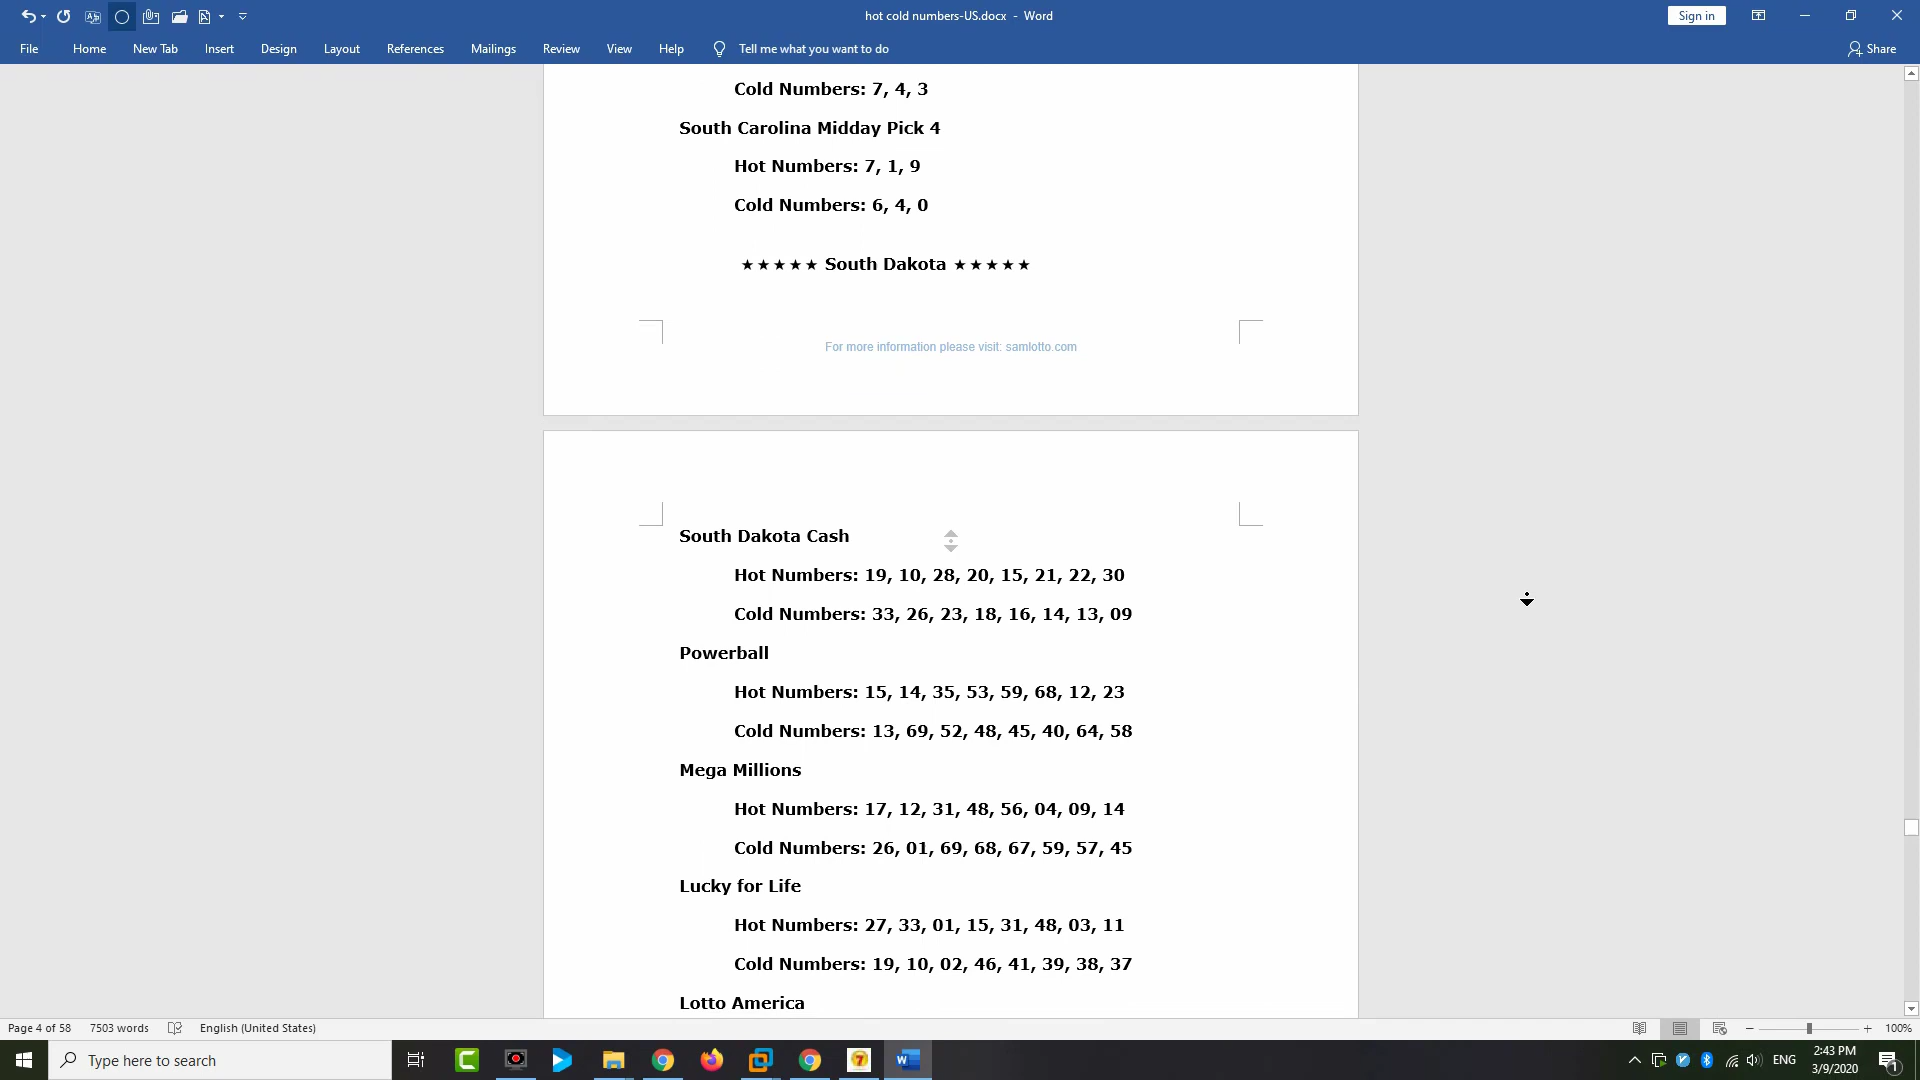 hot cold numbers-US.docx - Word
Sign in
File Home New Tab Insert Design Layout References Mailings Review View Help Tell me what you want to do Share
Cold Numbers: 7, 4, 3
South Carolina Midday Pick 4
Hot Numbers: 7, 1, 9
Cold Numbers: 6, 4, 0
★★★★★ South Dakota ★★★★★
For more information please visit: samlotto.com
South Dakota Cash
Hot Numbers: 19, 10, 28, 20, 15, 21, 22, 30
Cold Numbers: 33, 26, 23, 18, 16, 14, 13, 09
Powerball
Hot Numbers: 15, 14, 35, 53, 59, 68, 12, 23
Cold Numbers: 13, 69, 52, 48, 45, 40, 64, 58
Mega Millions
Hot Numbers: 17, 12, 31, 48, 56, 04, 09, 14
Cold Numbers: 26, 01, 69, 68, 67, 59, 57, 45
Lucky for Life
Hot Numbers: 27, 33, 01, 15, 31, 48, 03, 11
Cold Numbers: 19, 10, 02, 46, 41, 39, 38, 37
Lotto America
Page 4 of 58 7503 words English (United States) 100%
Type here to search
ENG
2:43 PM
3/9/2020
1